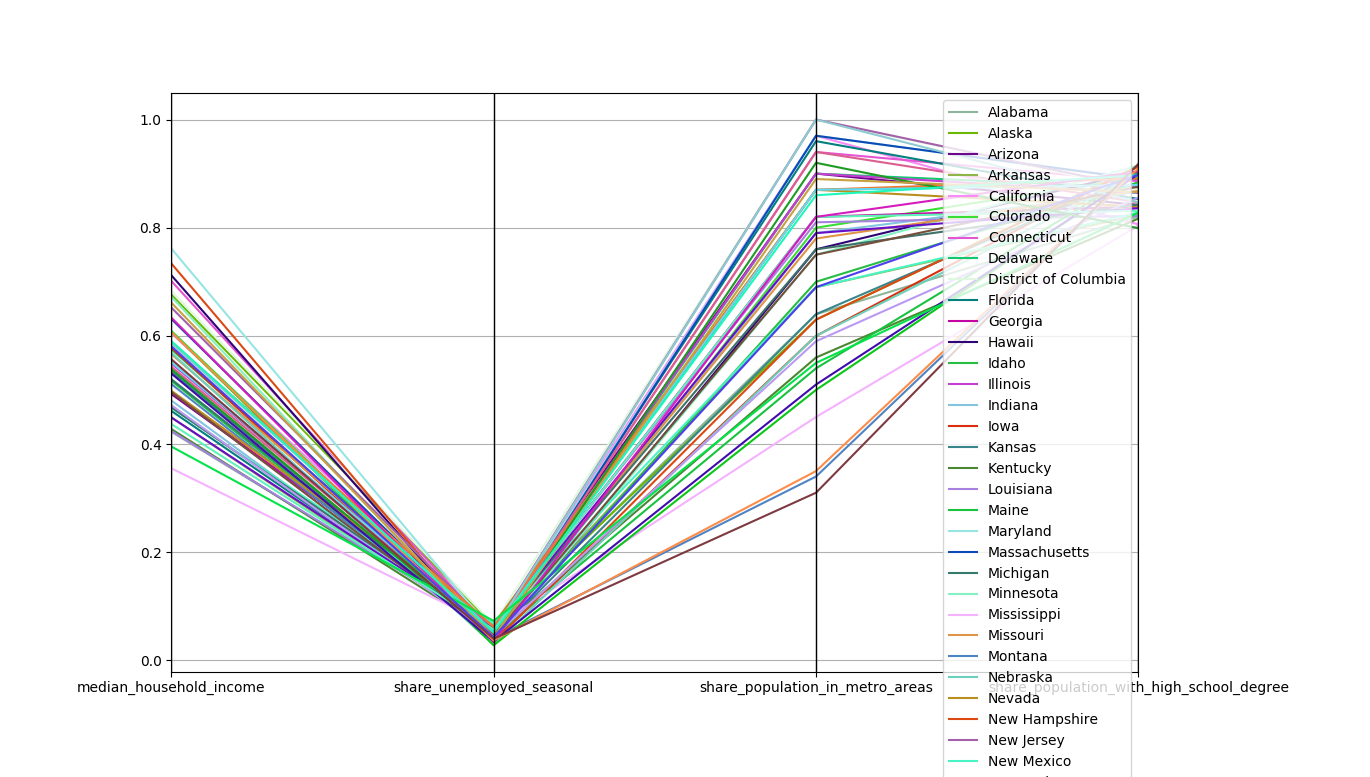 1.0
0.8
0.6
0.4
0.2
0.0
median_household_income
share_unemployed_seasonal
share_population_in_metro_areas
share_population_with_high_school_degree
Alabama
Alaska
Arizona
Arkansas
California
Colorado
Connecticut
Delaware
District of Columbia
Florida
Georgia
Hawaii
Idaho
Illinois
Indiana
Iowa
Kansas
Kentucky
Louisiana
Maine
Maryland
Massachusetts
Michigan
Minnesota
Mississippi
Missouri
Montana
Nebraska
Nevada
New Hampshire
New Jersey
New Mexico